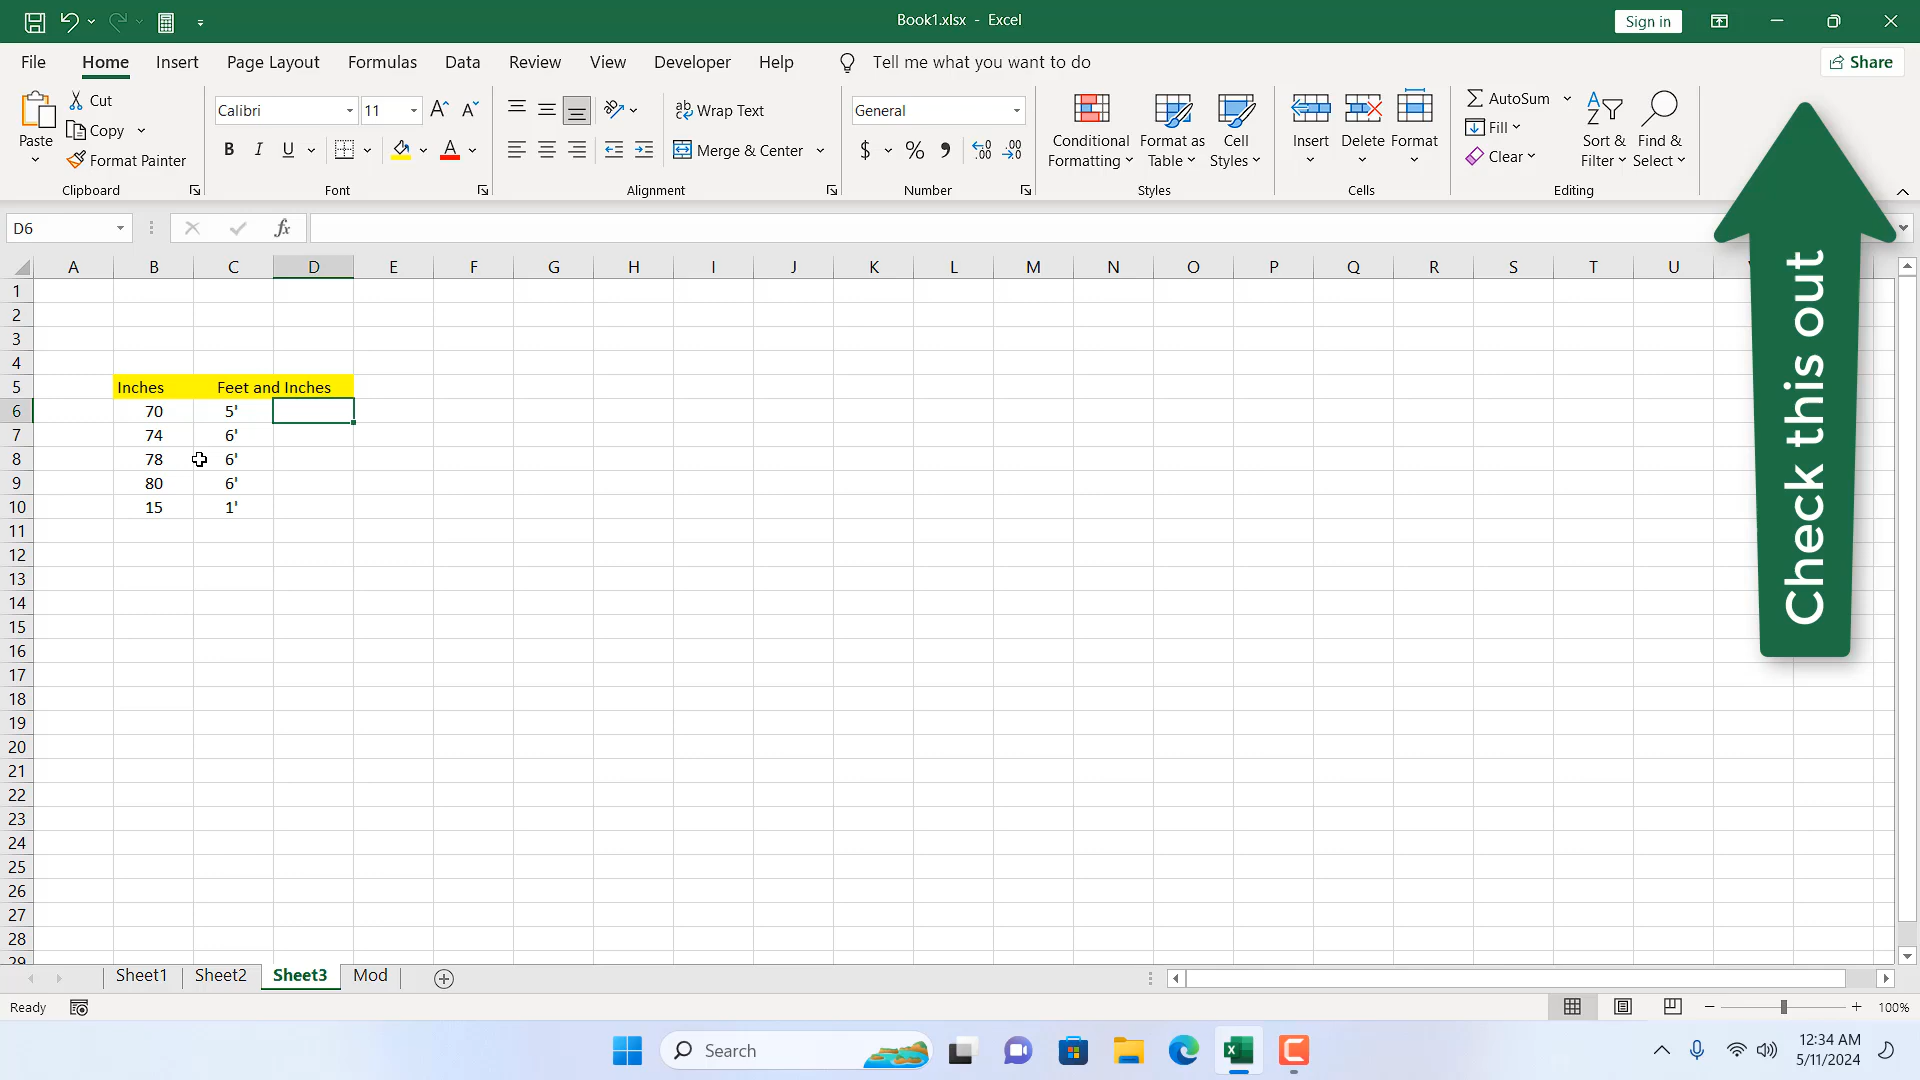 Book1.xlsx - Excel
Sign in
File Home Insert Page Layout Formulas Data Developer Review View Help Tell me what you want to do Share
Paste
Cut
Copy
Format Painter
Clipboard
Calibri 11
B I U A
Font
Wrap Text
Merge & Center
Alignment
General
$ % ,
Number
Conditional Formatting
Format as Table
Cell Styles
Styles
Insert Delete Format
Cells
AutoSum
Fill
Clear
Sort & Filter
Find & Select
Editing
D6 fx
A B C D E F G H I J K L M N O P Q R S T U
1
2
3
4
5 Inches Feet and Inches
6 70 5'
7 74 6'
8 78 6'
9 80 6'
10 15 1'
11
12
13
14
15
16
17
18
19
20
21
22
23
24
25
26
27
28
29
Check this out
Sheet1 Sheet2 Sheet3 Mod
Ready 100%
Search
12:34 AM
5/11/2024